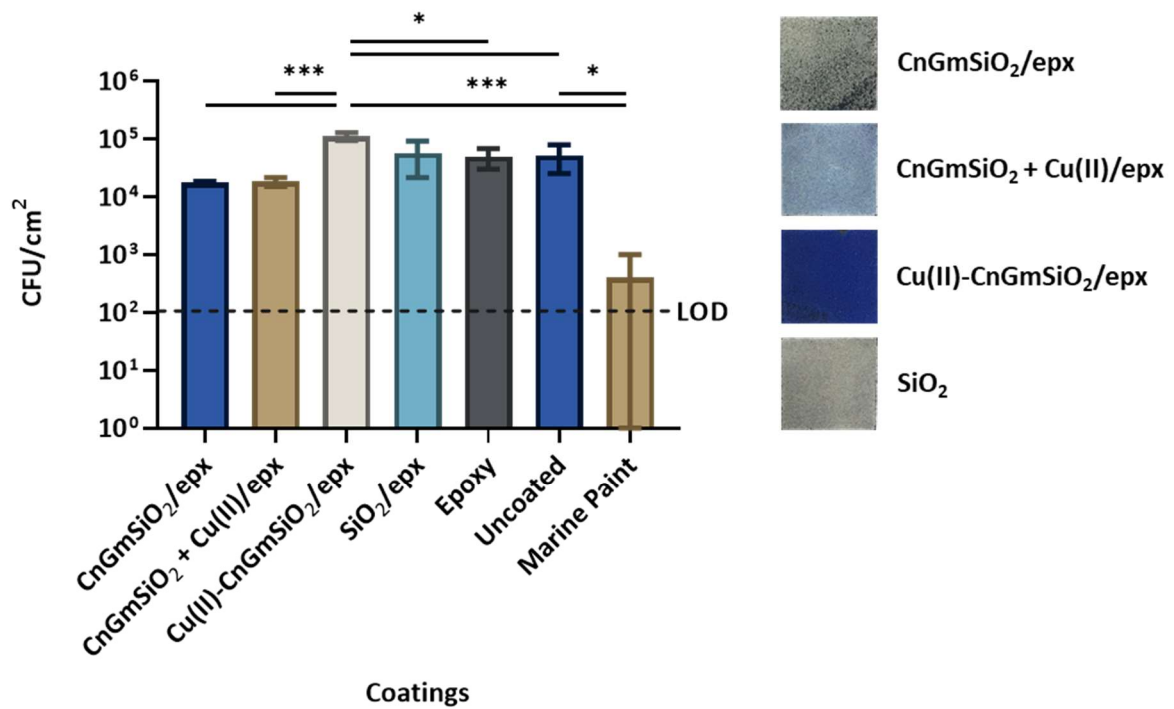 *
***
***
*
10⁶
10⁵
10⁴
10³
10²
10¹
10⁰
CFU/cm²
LOD
CnGmSiO₂/epx
CnGmSiO₂ + Cu(II)/epx
Cu(II)-CnGmSiO₂/epx
SiO₂/epx
Epoxy
Uncoated
Marine Paint
Coatings
CnGmSiO₂/epx
CnGmSiO₂ + Cu(II)/epx
Cu(II)-CnGmSiO₂/epx
SiO₂